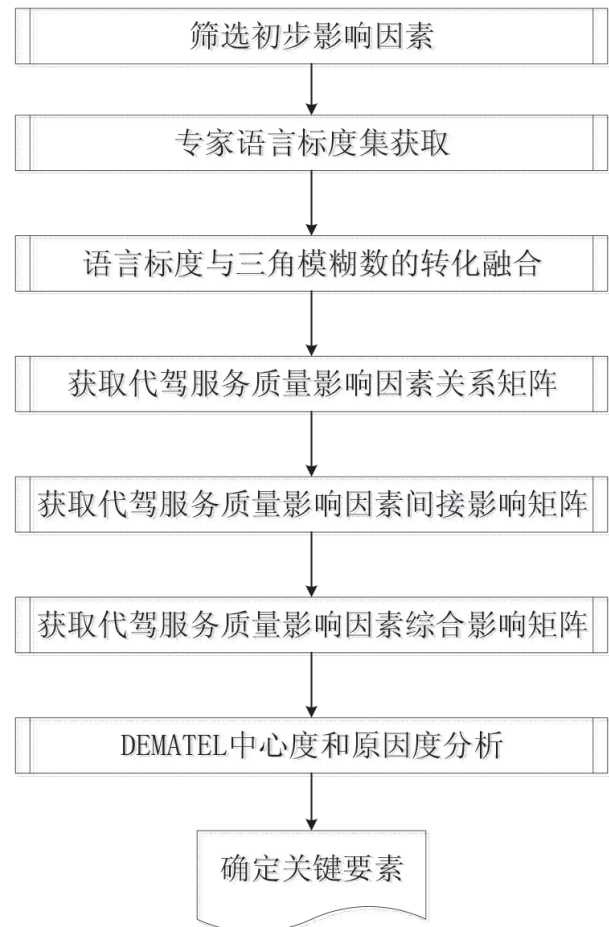 筛选初步影响因素
专家语言标度集获取
语言标度与三角模糊数的转化融合
获取代驾服务质量影响因素关系矩阵
获取代驾服务质量影响因素间接影响矩阵
获取代驾服务质量影响因素综合影响矩阵
DEMATEL中心度和原因度分析
确定关键要素